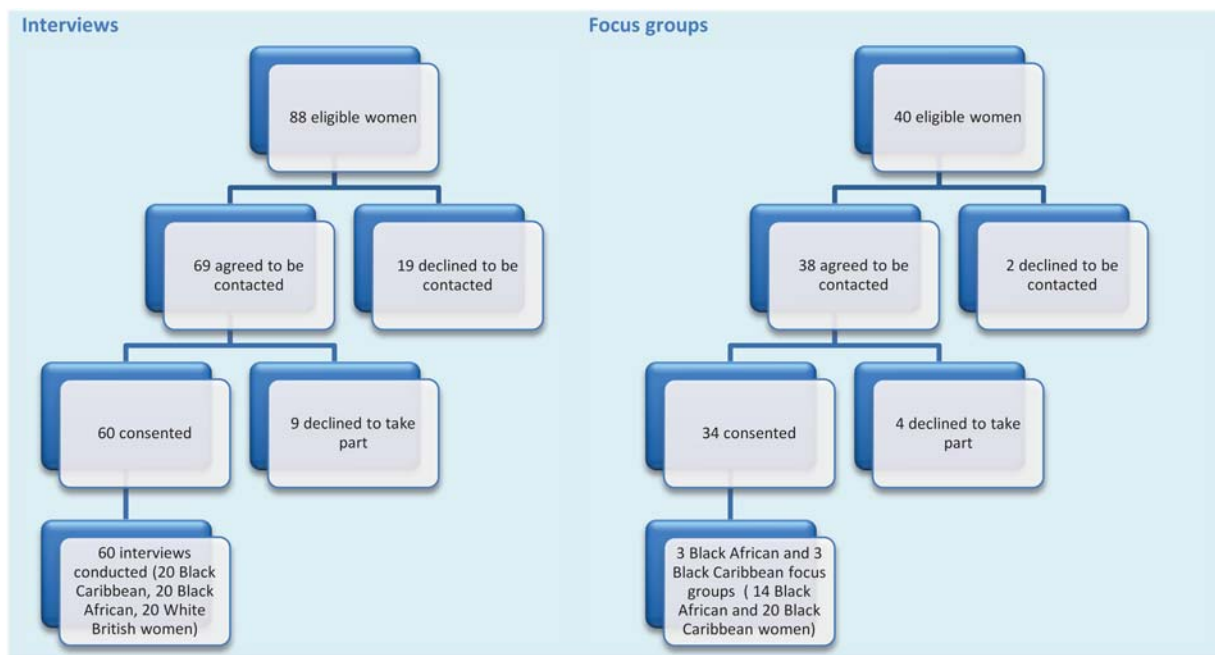 Interviews
88 eligible women
69 agreed to be
contacted
19 declined to be
contacted
60 consented
9 declined to take
part
60 interviews
conducted (20 Black
Caribbean, 20 Black
African, 20 White
British women)
Focus groups
40 eligible women
38 agreed to be
contacted
2 declined to be
contacted
34 consented
4 declined to take
part
3 Black African and 3
Black Caribbean focus
groups ( 14 Black
African and 20 Black
Caribbean women)